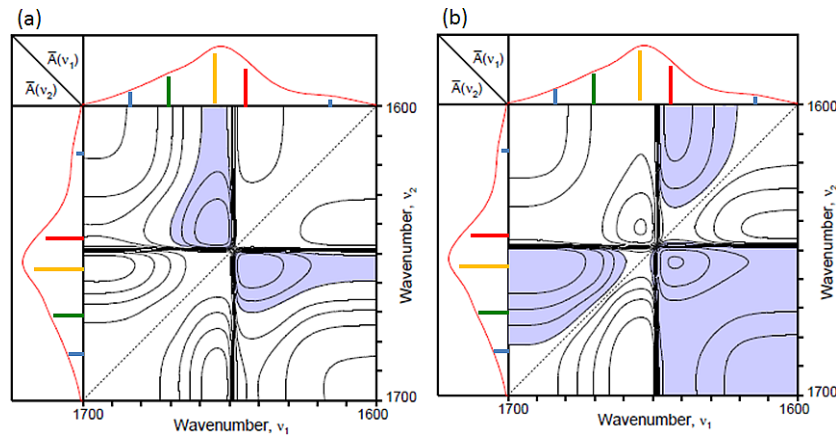 (a)
A̅(ν₁)
A̅(ν₂)
1600
Wavenumber, ν₂
1700
1700
1600
Wavenumber, ν₁
(b)
A̅(ν₁)
A̅(ν₂)
1600
Wavenumber, ν₂
1700
1700
1600
Wavenumber, ν₁